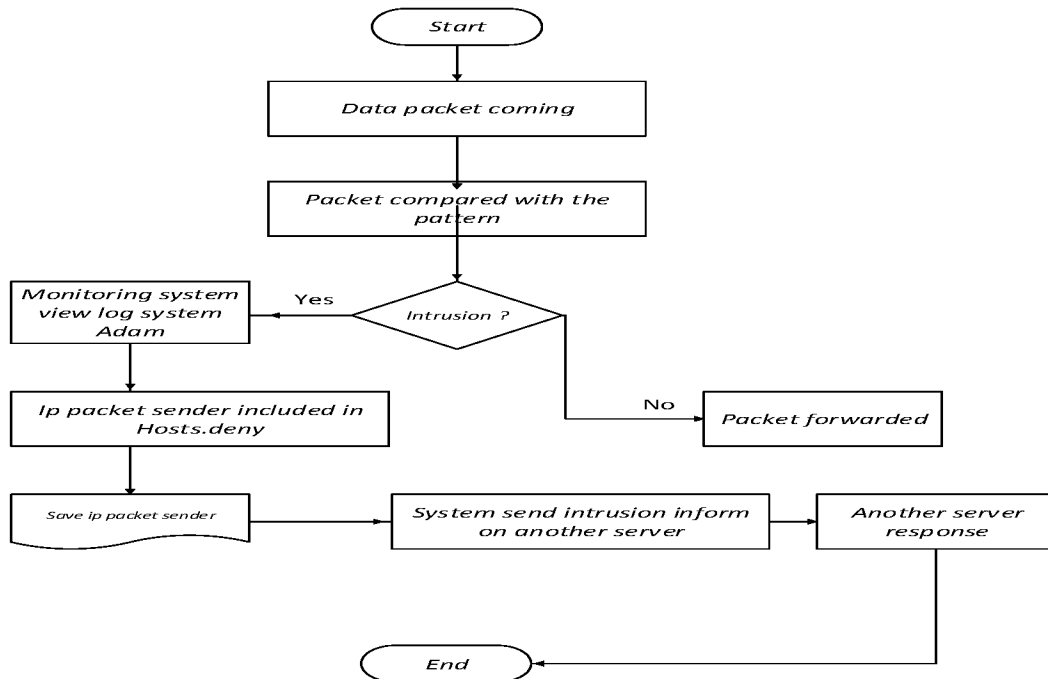 Start
Data packet coming
Packet compared with the
pattern
Intrusion ?
Yes
Monitoring system
view log system
Adam
Ip packet sender included in
Hosts.deny
No
Packet forwarded
Save ip packet sender
System send intrusion inform
on another server
Another server
response
End